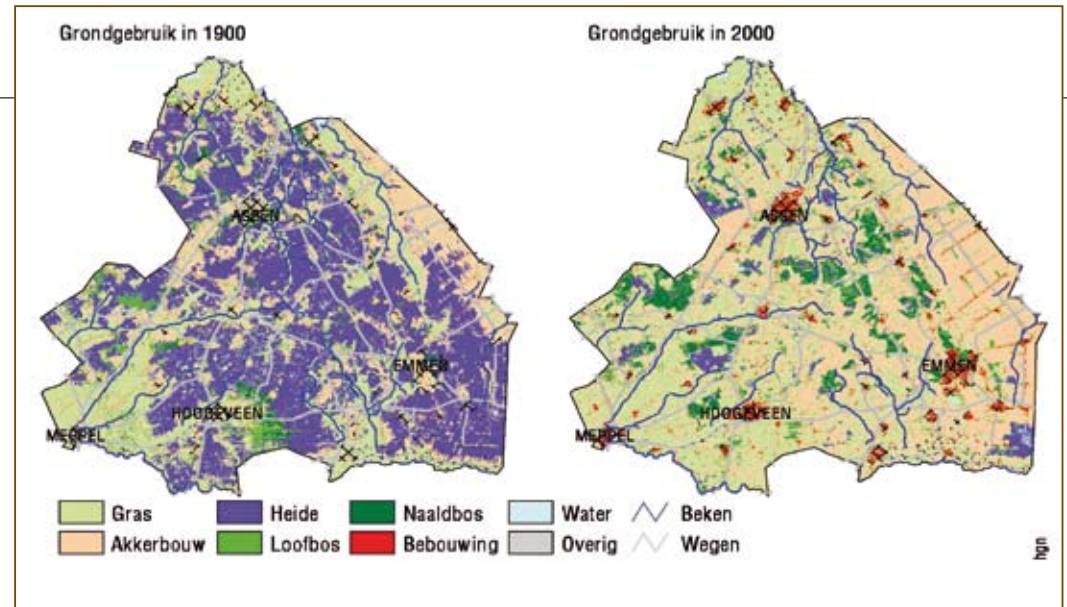 Grondgebruik in 1900
Grondgebruik in 2000
ASSEN
EMMEN
HOOGEVEEN
MEPPEL
ASSEN
EMMEN
HOOGEVEEN
MEPPEL
Gras Heide Naaldbos Water Beken
Akkerbouw Loofbos Bebouwing Overig Wegen
hgn